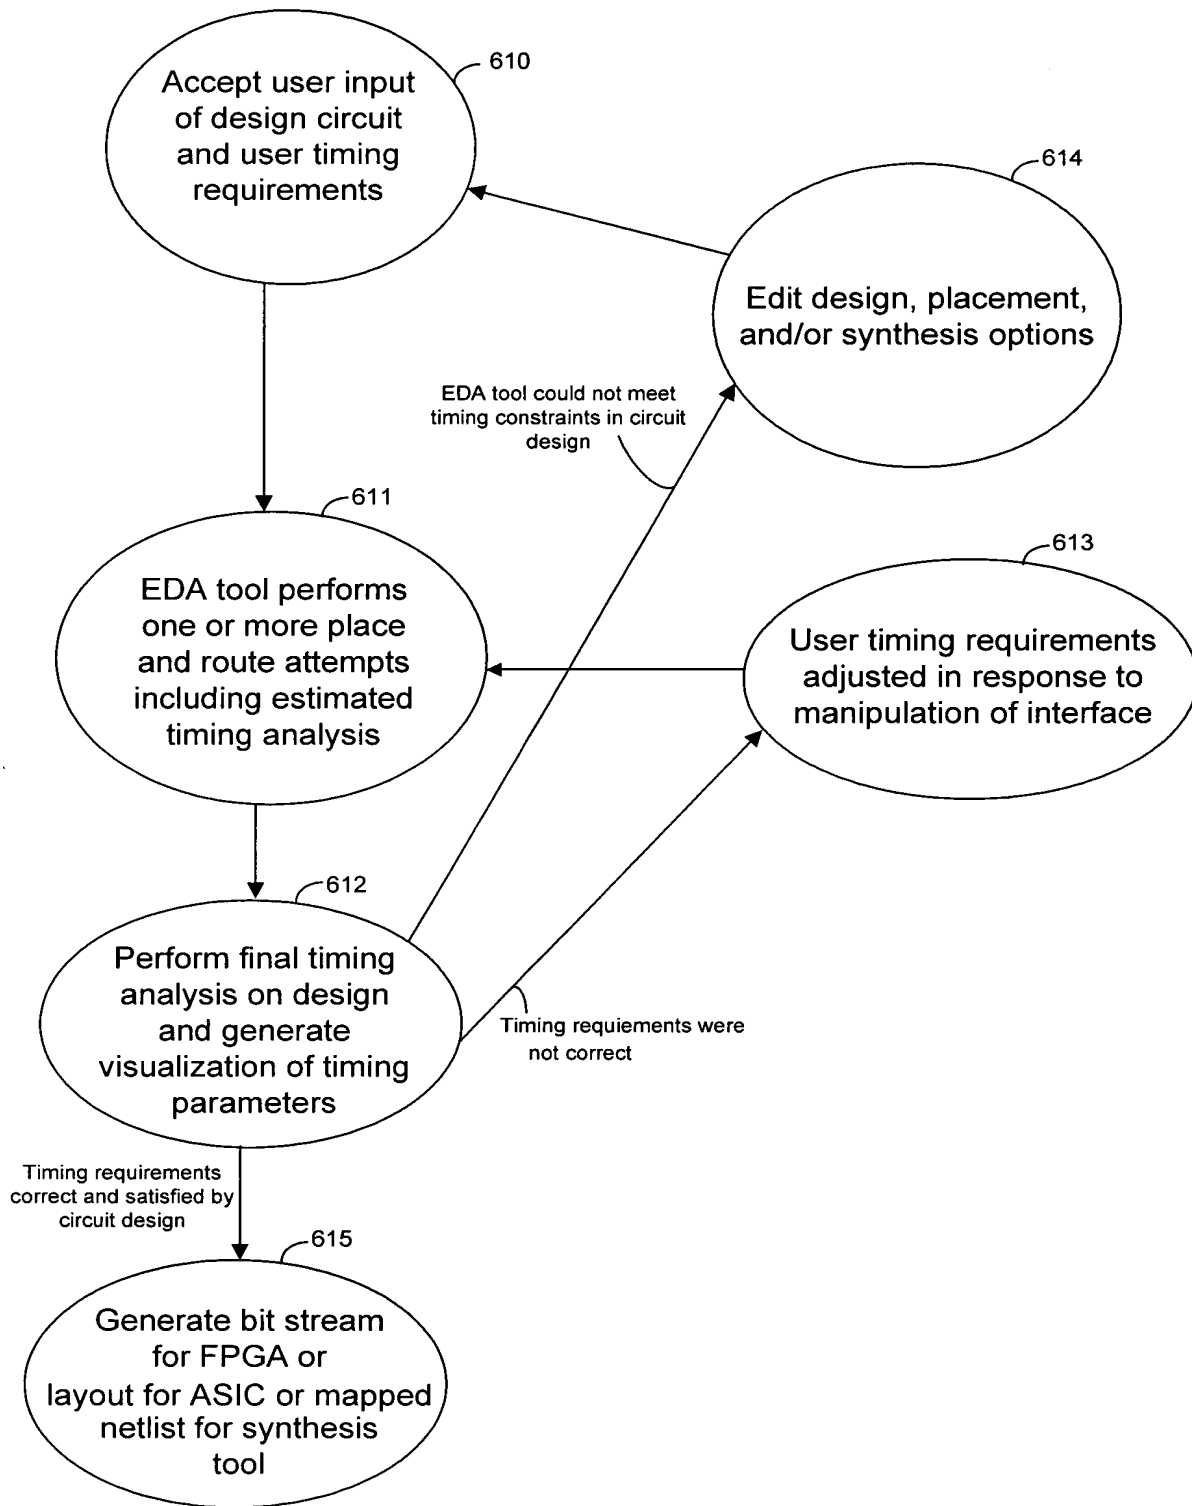 610
Accept user input
of design circuit
and user timing
requirements
614
Edit design, placement,
and/or synthesis options
EDA tool could not meet
timing constraints in circuit
design
611
EDA tool performs
one or more place
and route attempts
including estimated
timing analysis
613
User timing requirements
adjusted in response to
manipulation of interface
612
Perform final timing
analysis on design
and generate
visualization of timing
parameters
Timing requiements were
not correct
Timing requirements
correct and satisfied by
circuit design
615
Generate bit stream
for FPGA or
layout for ASIC or mapped
netlist for synthesis
tool